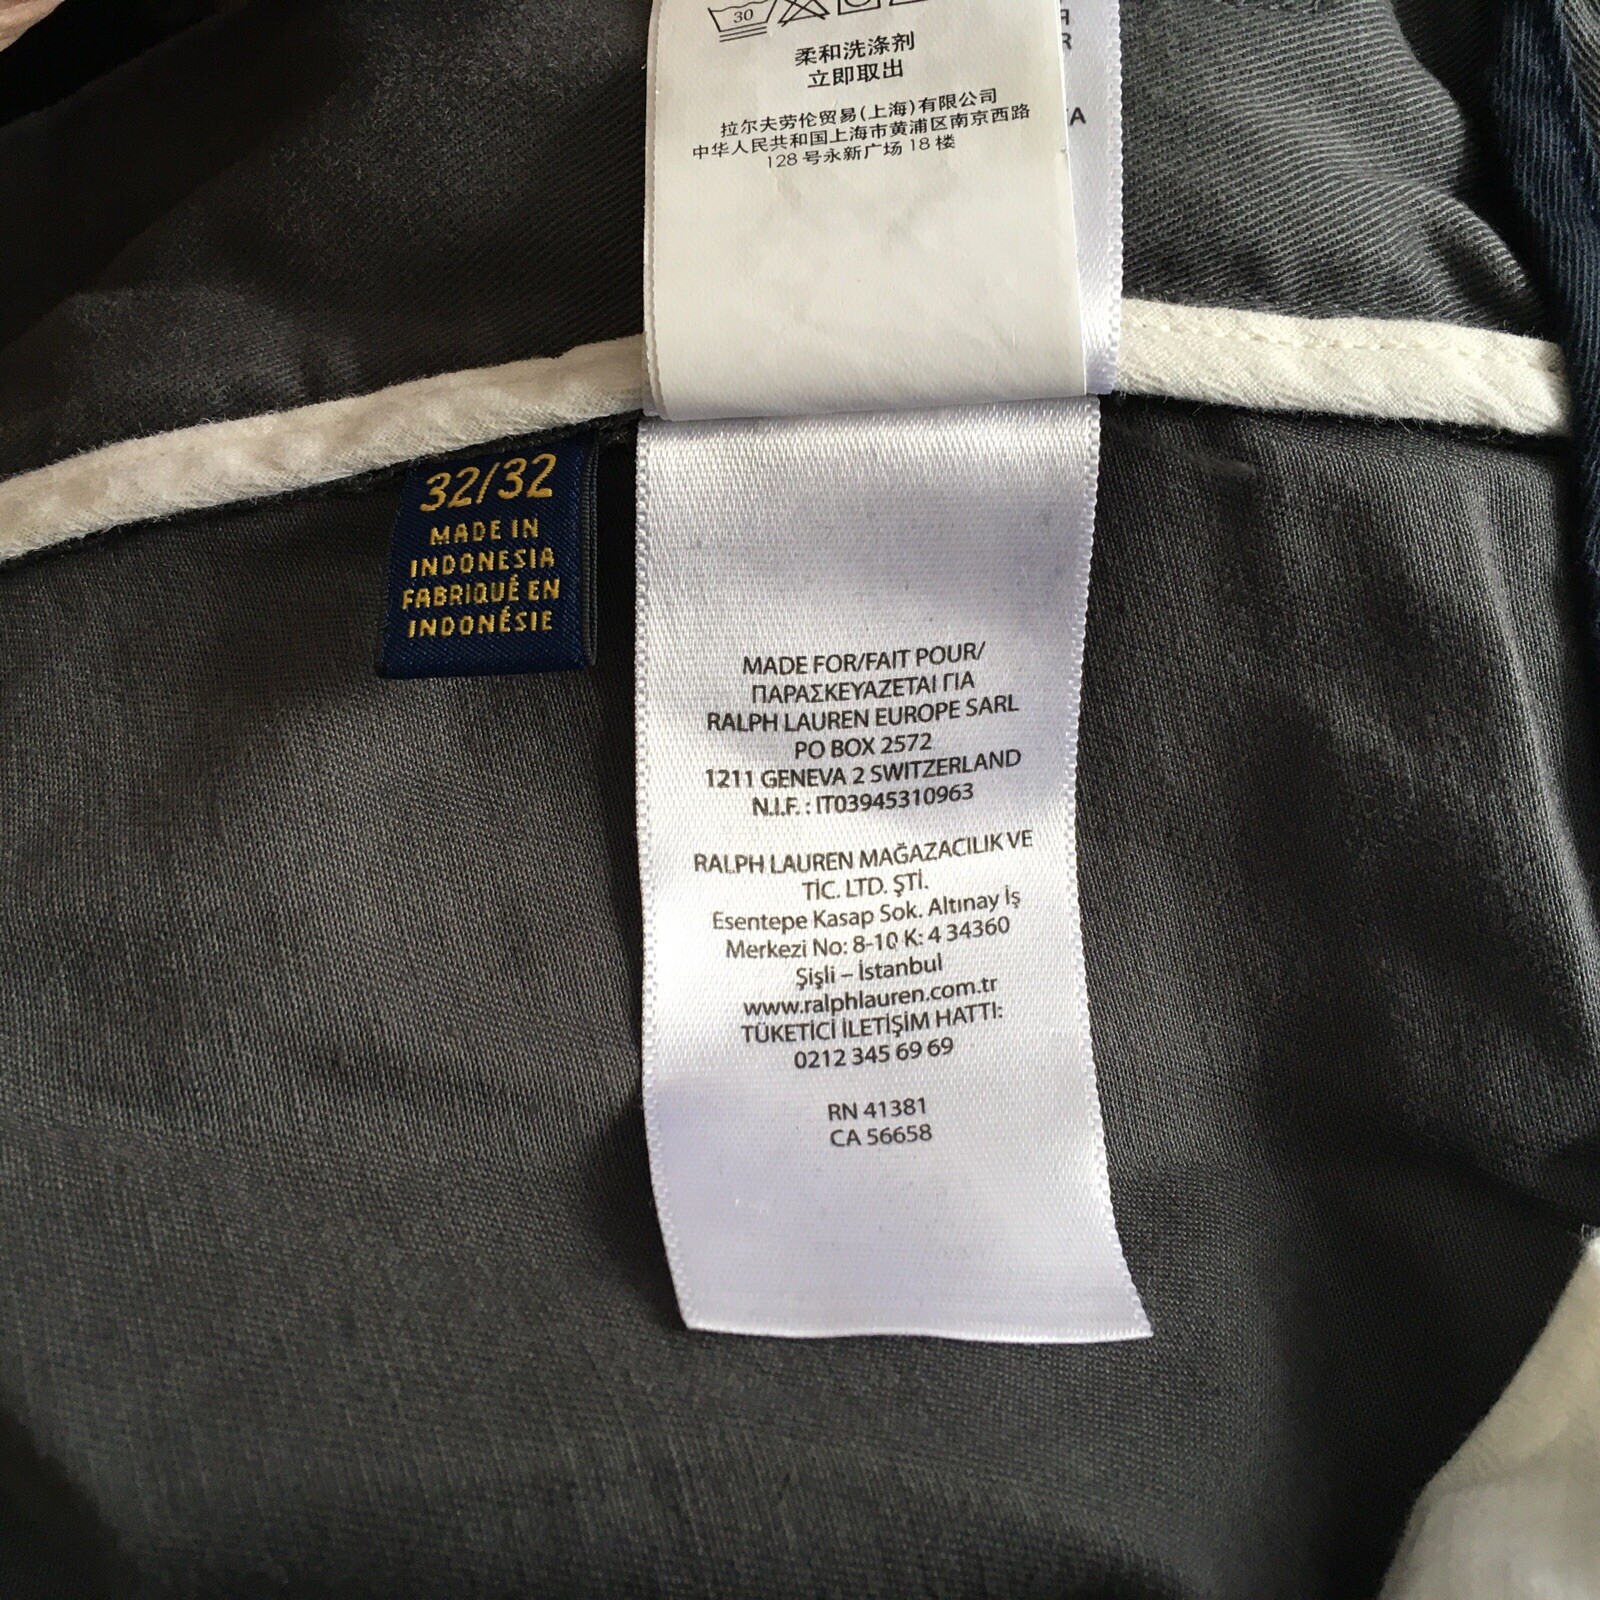 30
柔和洗涤剂
立即取出
拉尔夫劳伦贸易(上海)有限公司
中华人民共和国上海市黄浦区南京西路
128 号永新广场 18 楼
R
A
32/32
MADE IN
INDONESIA
FABRIQUÉ EN
INDONÉSIE
MADE FOR/FAIT POUR/
ΠΑΡΑΣΚΕΥΑΖΕΤΑΙ ΓΙΑ
RALPH LAUREN EUROPE SARL
PO BOX 2572
1211 GENEVA 2 SWITZERLAND
N.I.F. : IT03945310963
RALPH LAUREN MAĞAZACILIK VE
TİC. LTD. ŞTİ.
Esentepe Kasap Sok. Altınay İş
Merkezi No: 8-10 K: 4 34360
Şişli – İstanbul
www.ralphlauren.com.tr
TÜKETİCİ İLETİŞİM HATTI:
0212 345 69 69
RN 41381
CA 56658